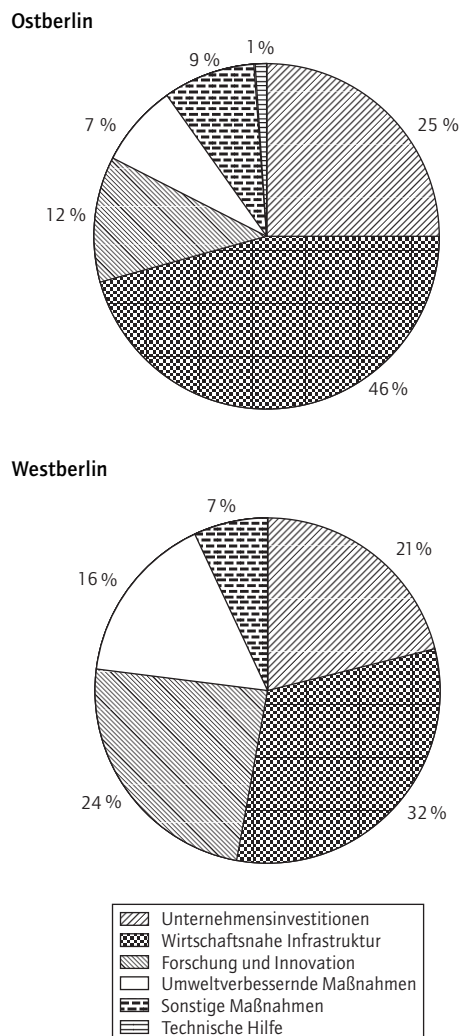 Ostberlin
1 %
9 %
7 %
25 %
12 %
46 %
Westberlin
7 %
21 %
16 %
24 %
32 %
Unternehmensinvestitionen
Wirtschaftsnahe Infrastruktur
Forschung und Innovation
Umweltverbessernde Maßnahmen
Sonstige Maßnahmen
Technische Hilfe